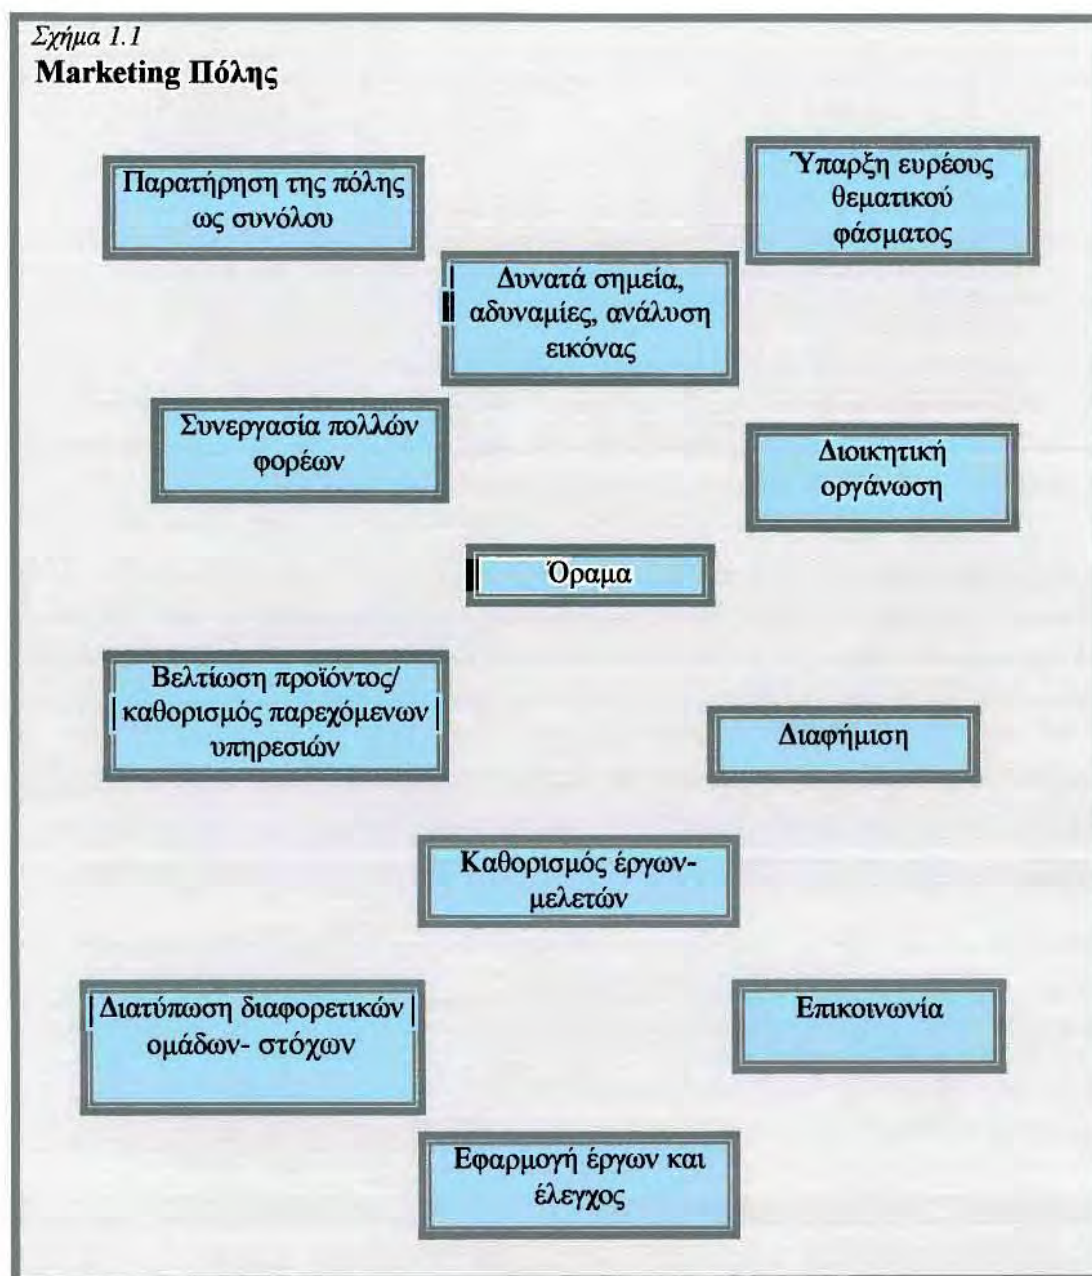 Σχήμα 1.1
Marketing Πόλης
Παρατήρηση της πόλης
ως συνόλου
Ύπαρξη ευρέους
θεματικού
φάσματος
Δυνατά σημεία,
αδυναμίες, ανάλυση
εικόνας
Συνεργασία πολλών
φορέων
Διοικητική
οργάνωση
Όραμα
Βελτίωση προϊόντος/
καθορισμός παρεχόμενων
υπηρεσιών
Διαφήμιση
Καθορισμός έργων-
μελετών
Διατύπωση διαφορετικών
ομάδων- στόχων
Επικοινωνία
Εφαρμογή έργων και
έλεγχος